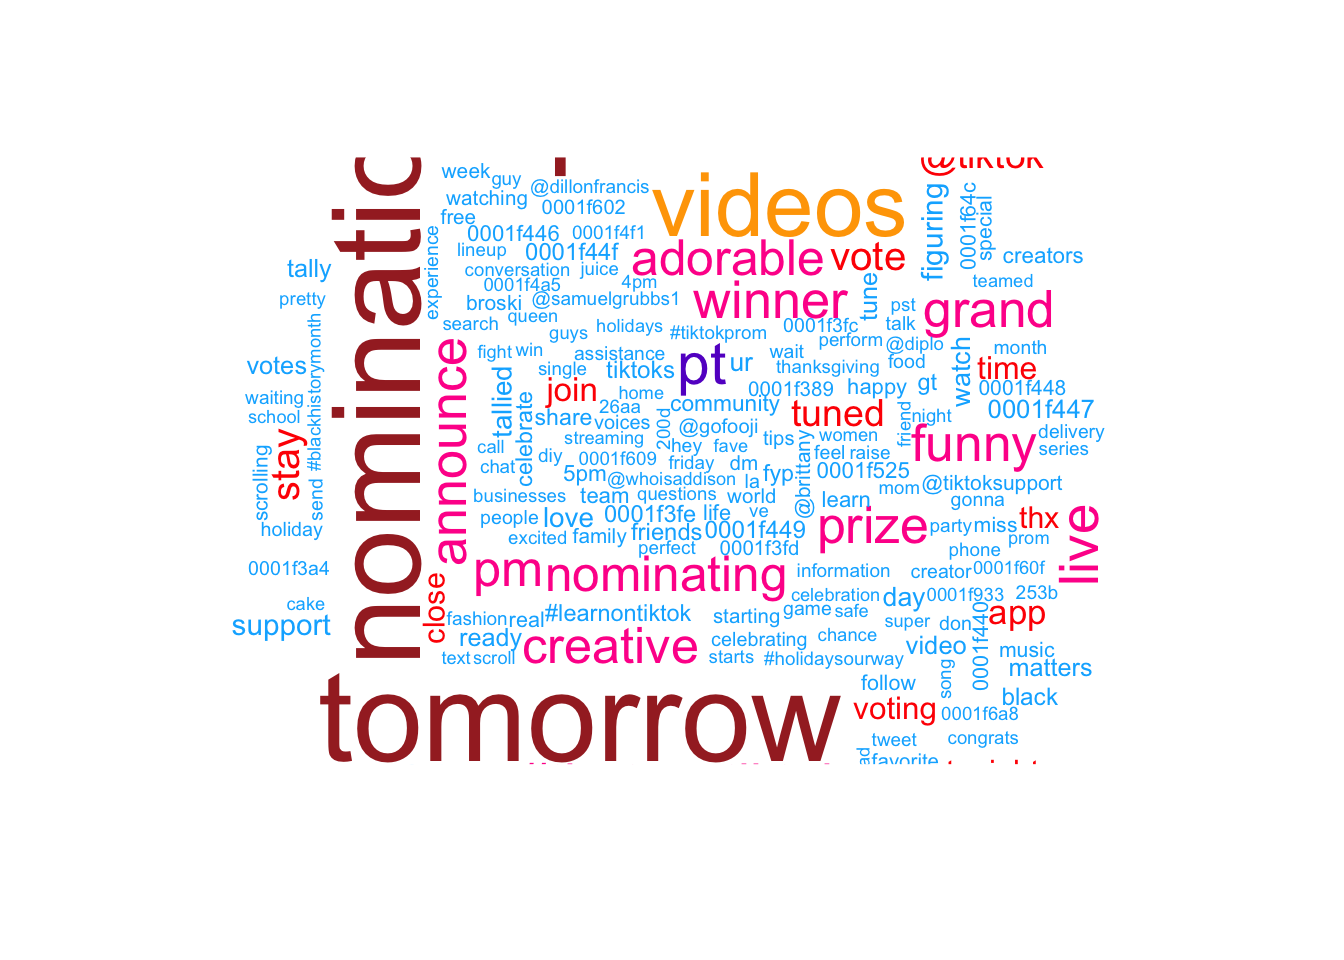 @tiktok
week
guy
@dillonfrancis
watching
0001f602
free
videos
figuring
0001f64c
special
0001f446
0001f4f1
lineup
0001f44f
adorable
vote
creators
tally
experience
conversation
juice
teamed
0001f4a5
4pm
pretty
broski
@samuelgrubbs1
winner
tune
pst
grand
queen
search
guys
holidays
#tiktokprom
0001f3fc
talk
perform
@diplo
month
#blackhistorymonth
nominatio
announce
fight
win
assistance
pt
ur
wait
thanksgiving
food
watch
time
votes
single
tiktoks
0001f389
happy
gt
0001f448
waiting
tallied
celebrate
join
home
26aa
community
tuned
friend
night
0001f447
school
share
voices
200d
@gofooji
stay
streaming
hey
fave
tips
women
funny
delivery
call
diy
0001f609
friday
dm
fyp
@brittany
feel
raise
series
scrolling
send
chat
5pm
@whoisaddison
la
0001f525
mom
@tiktoksupport
businesses
team
questions
world
learn
gonna
holiday
people
love
0001f3fe
life
ve
prize
party
miss
thx
live
excited
family
friends
0001f449
prom
perfect
0001f3fd
phone
0001f3a4
pm
nominating
information
creator
0001f60f
close
celebration
day
0001f933
253b
cake
fashion
real
#learnontiktok
starting
game
safe
super
don
0001f440
app
support
ready
creative
celebrating
chance
video
music
text
scroll
starts
#holidaysourway
song
matters
tomorrow
follow
black
voting
0001f6a8
tweet
congrats
favorite